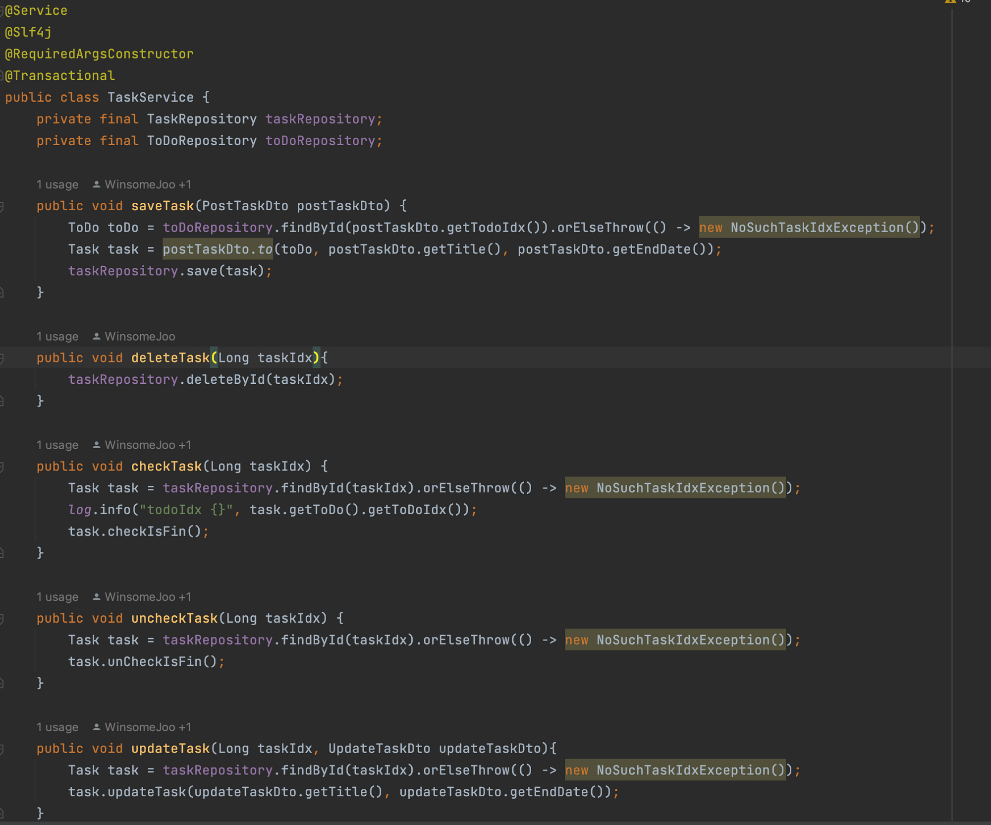 @Service
@Slf4j
@RequiredArgsConstructor
@Transactional
public class TaskService {
    private final TaskRepository taskRepository;
    private final ToDoRepository toDoRepository;
    1 usage WinsomeJoo +1
    public void saveTask(PostTaskDto postTaskDto) {
        ToDo toDo = toDoRepository.findById(postTaskDto.getTodoIdx()).orElseThrow(() -> new NoSuchTaskIdxException());
        Task task = postTaskDto.to(toDo, postTaskDto.getTitle(), postTaskDto.getEndDate());
        taskRepository.save(task);
    }
    1 usage WinsomeJoo
    public void deleteTask(Long taskIdx){
        taskRepository.deleteById(taskIdx);
    }
    1 usage WinsomeJoo +1
    public void checkTask(Long taskIdx) {
        Task task = taskRepository.findById(taskIdx).orElseThrow(() -> new NoSuchTaskIdxException());
        log.info("todoIdx {}", task.getToDo().getToDoIdx());
        task.checkIsFin();
    }
    1 usage WinsomeJoo +1
    public void uncheckTask(Long taskIdx) {
        Task task = taskRepository.findById(taskIdx).orElseThrow(() -> new NoSuchTaskIdxException());
        task.unCheckIsFin();
    }
    1 usage WinsomeJoo +1
    public void updateTask(Long taskIdx, UpdateTaskDto updateTaskDto){
        Task task = taskRepository.findById(taskIdx).orElseThrow(() -> new NoSuchTaskIdxException());
        task.updateTask(updateTaskDto.getTitle(), updateTaskDto.getEndDate());
    }